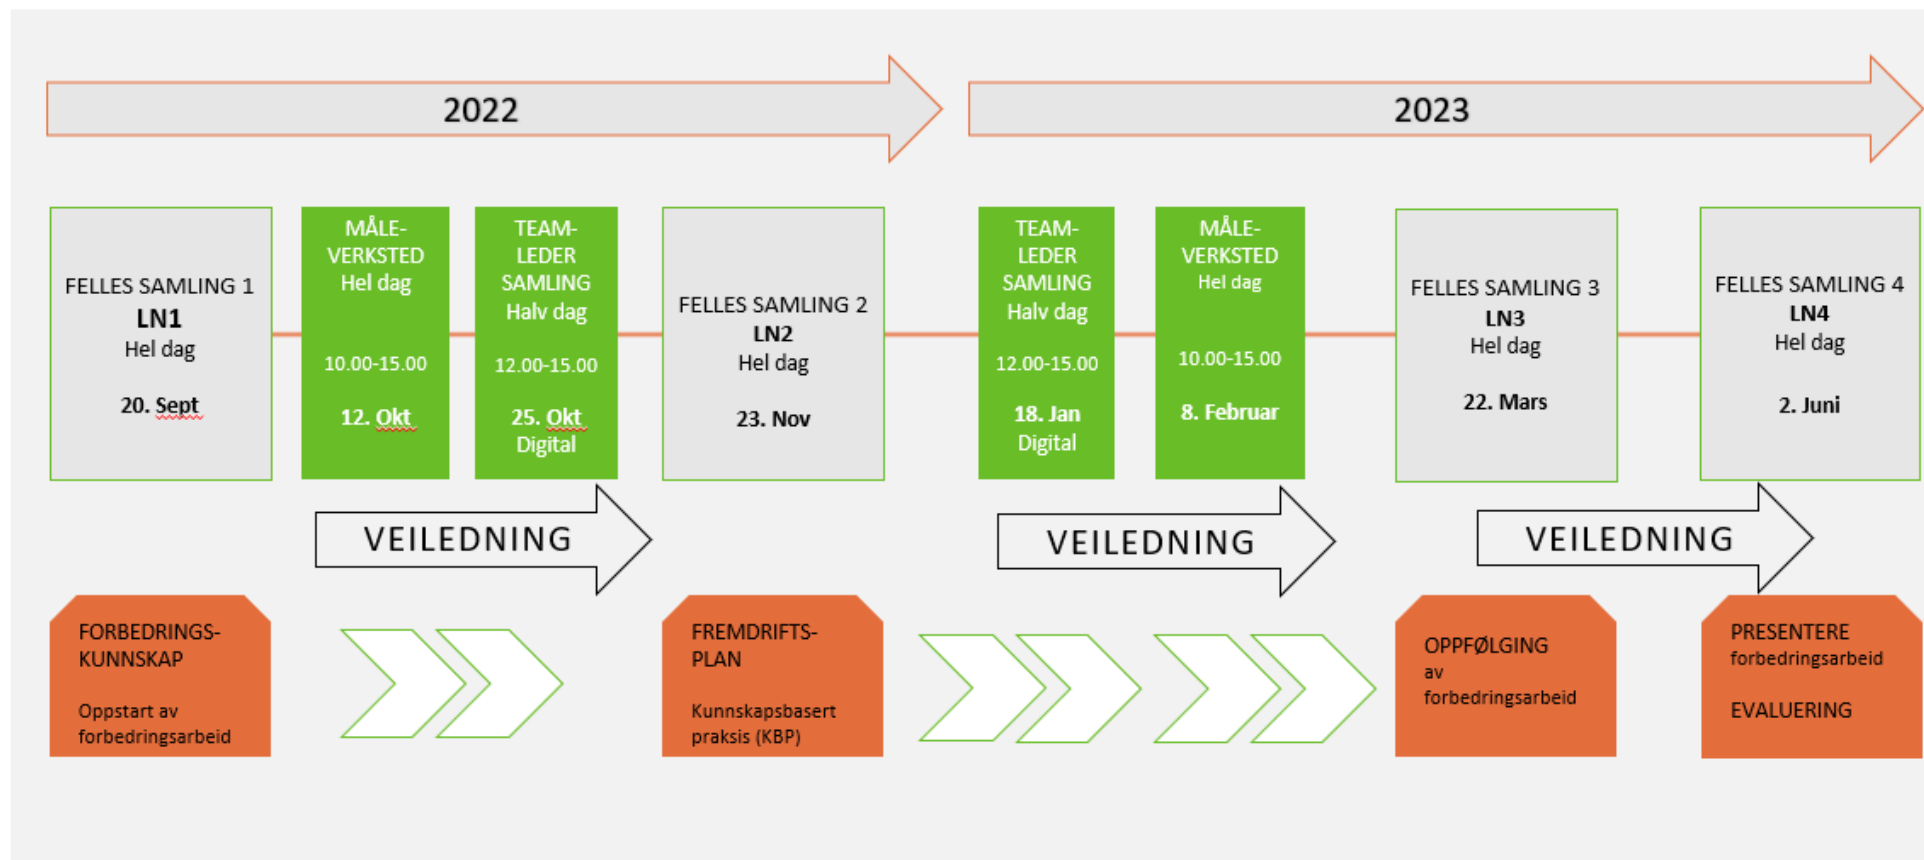 2022
2023
FELLES SAMLING 1
LN1
Hel dag
20. Sept
MÅLE-
VERKSTED
Hel dag
10.00-15.00
12. Okt
TEAM-
LEDER
SAMLING
Halv dag
12.00-15.00
25. Okt
Digital
FELLES SAMLING 2
LN2
Hel dag
23. Nov
TEAM-
LEDER
SAMLING
Halv dag
12.00-15.00
18. Jan
Digital
MÅLE-
VERKSTED
Hel dag
10.00-15.00
8. Februar
FELLES SAMLING 3
LN3
Hel dag
22. Mars
FELLES SAMLING 4
LN4
Hel dag
2. Juni
VEILEDNING
VEILEDNING
VEILEDNING
FORBEDRINGS-
KUNNSKAP
Oppstart av
forbedringsarbeid
FREMDRIFTS-
PLAN
Kunnskapsbasert
praksis (KBP)
OPPFØLGING
av
forbedringsarbeid
PRESENTERE
forbedringsarbeid
EVALUERING